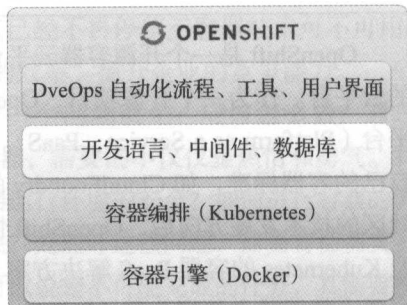 OPENSHIFT
DveOps 自动化流程、工具、用户界面
开发语言、中间件、数据库
容器编排（Kubernetes）
容器引擎（Docker）